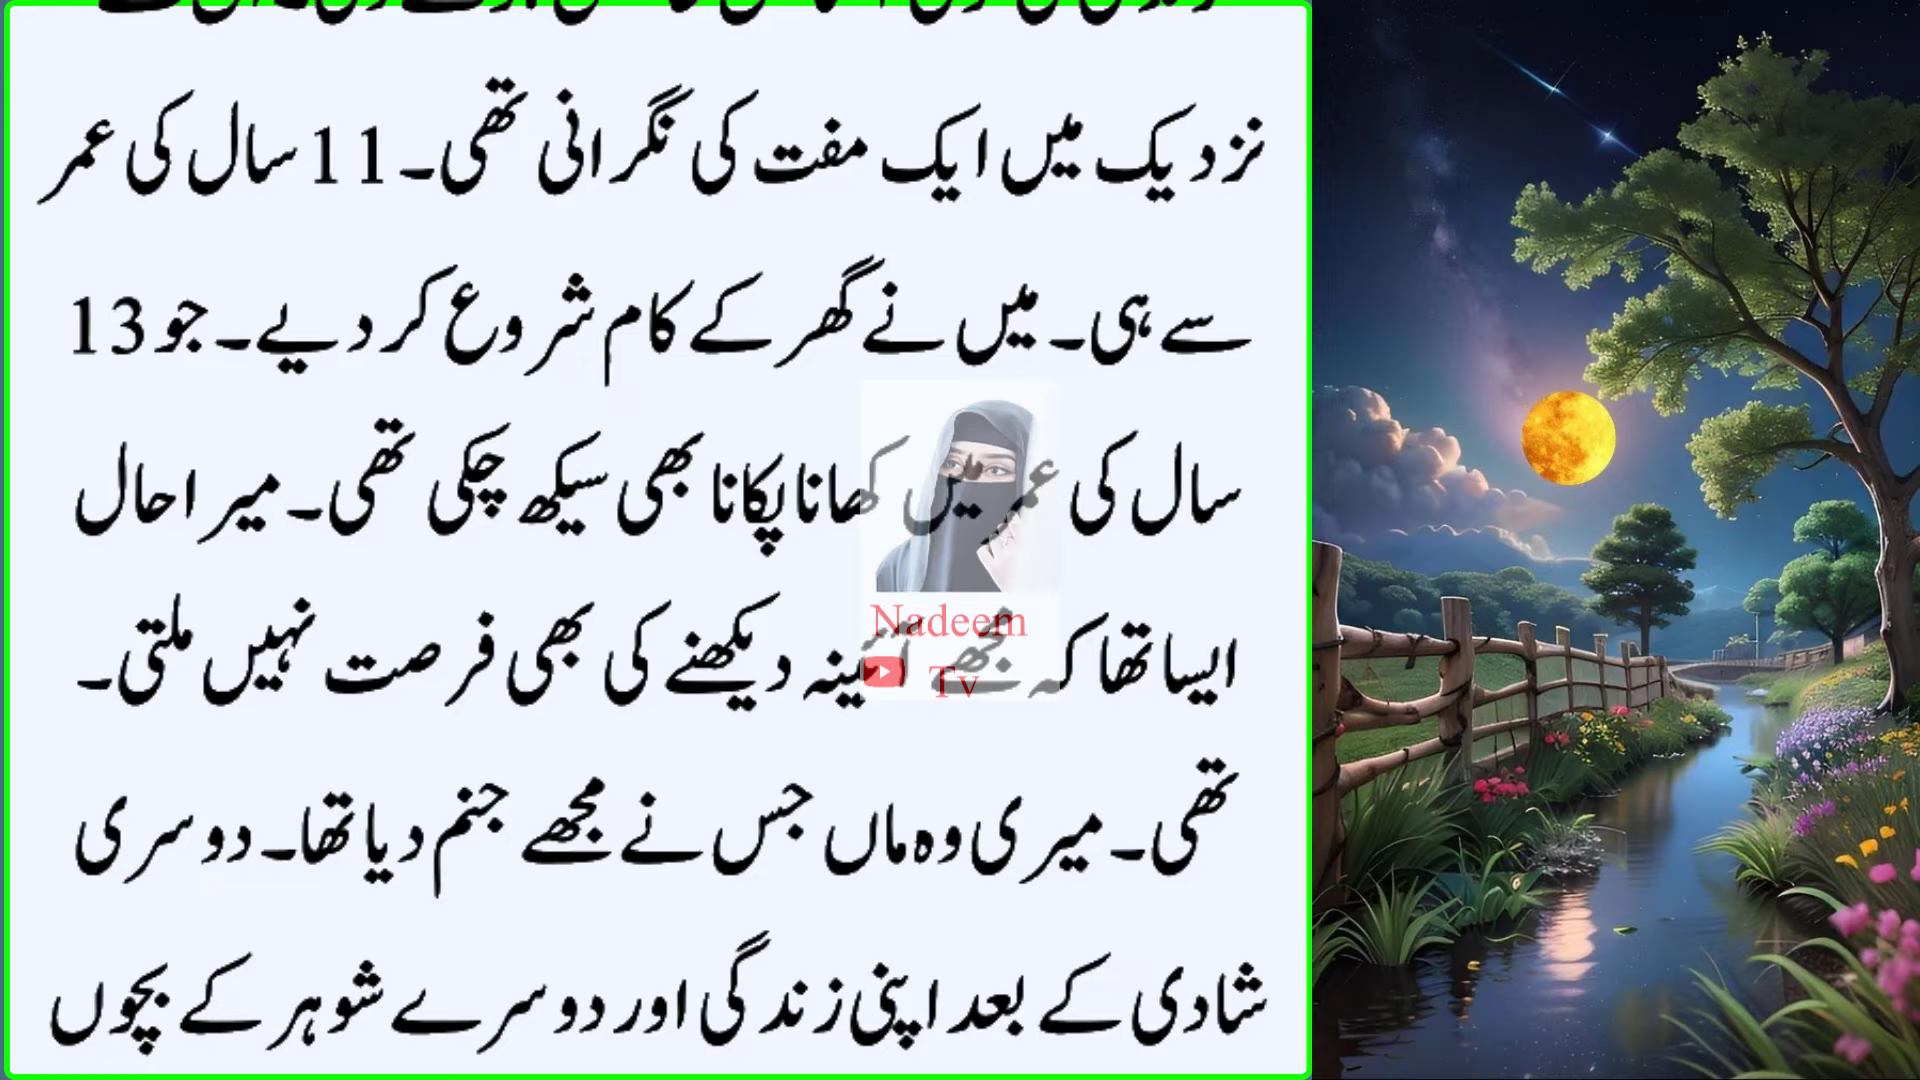 نزدیک میں ایک مفت کی نگرانی تھی۔ 11 سال کی عمر
سے ہی۔ میں نے گھر کے کام شروع کر دیے۔ جو 13
سال کی عمر میں کھانا پکانا بھی سیکھ چکی تھی۔ میرا حال
ایسا تھا کہ مجھے آئینہ دیکھنے کی بھی فرصت نہیں ملتی۔
تھی۔ میری وہ ماں جس نے مجھے جنم دیا تھا۔ دوسری
شادی کے بعد اپنی زندگی اور دوسرے شوہر کے بچوں
Nadeem
Tv